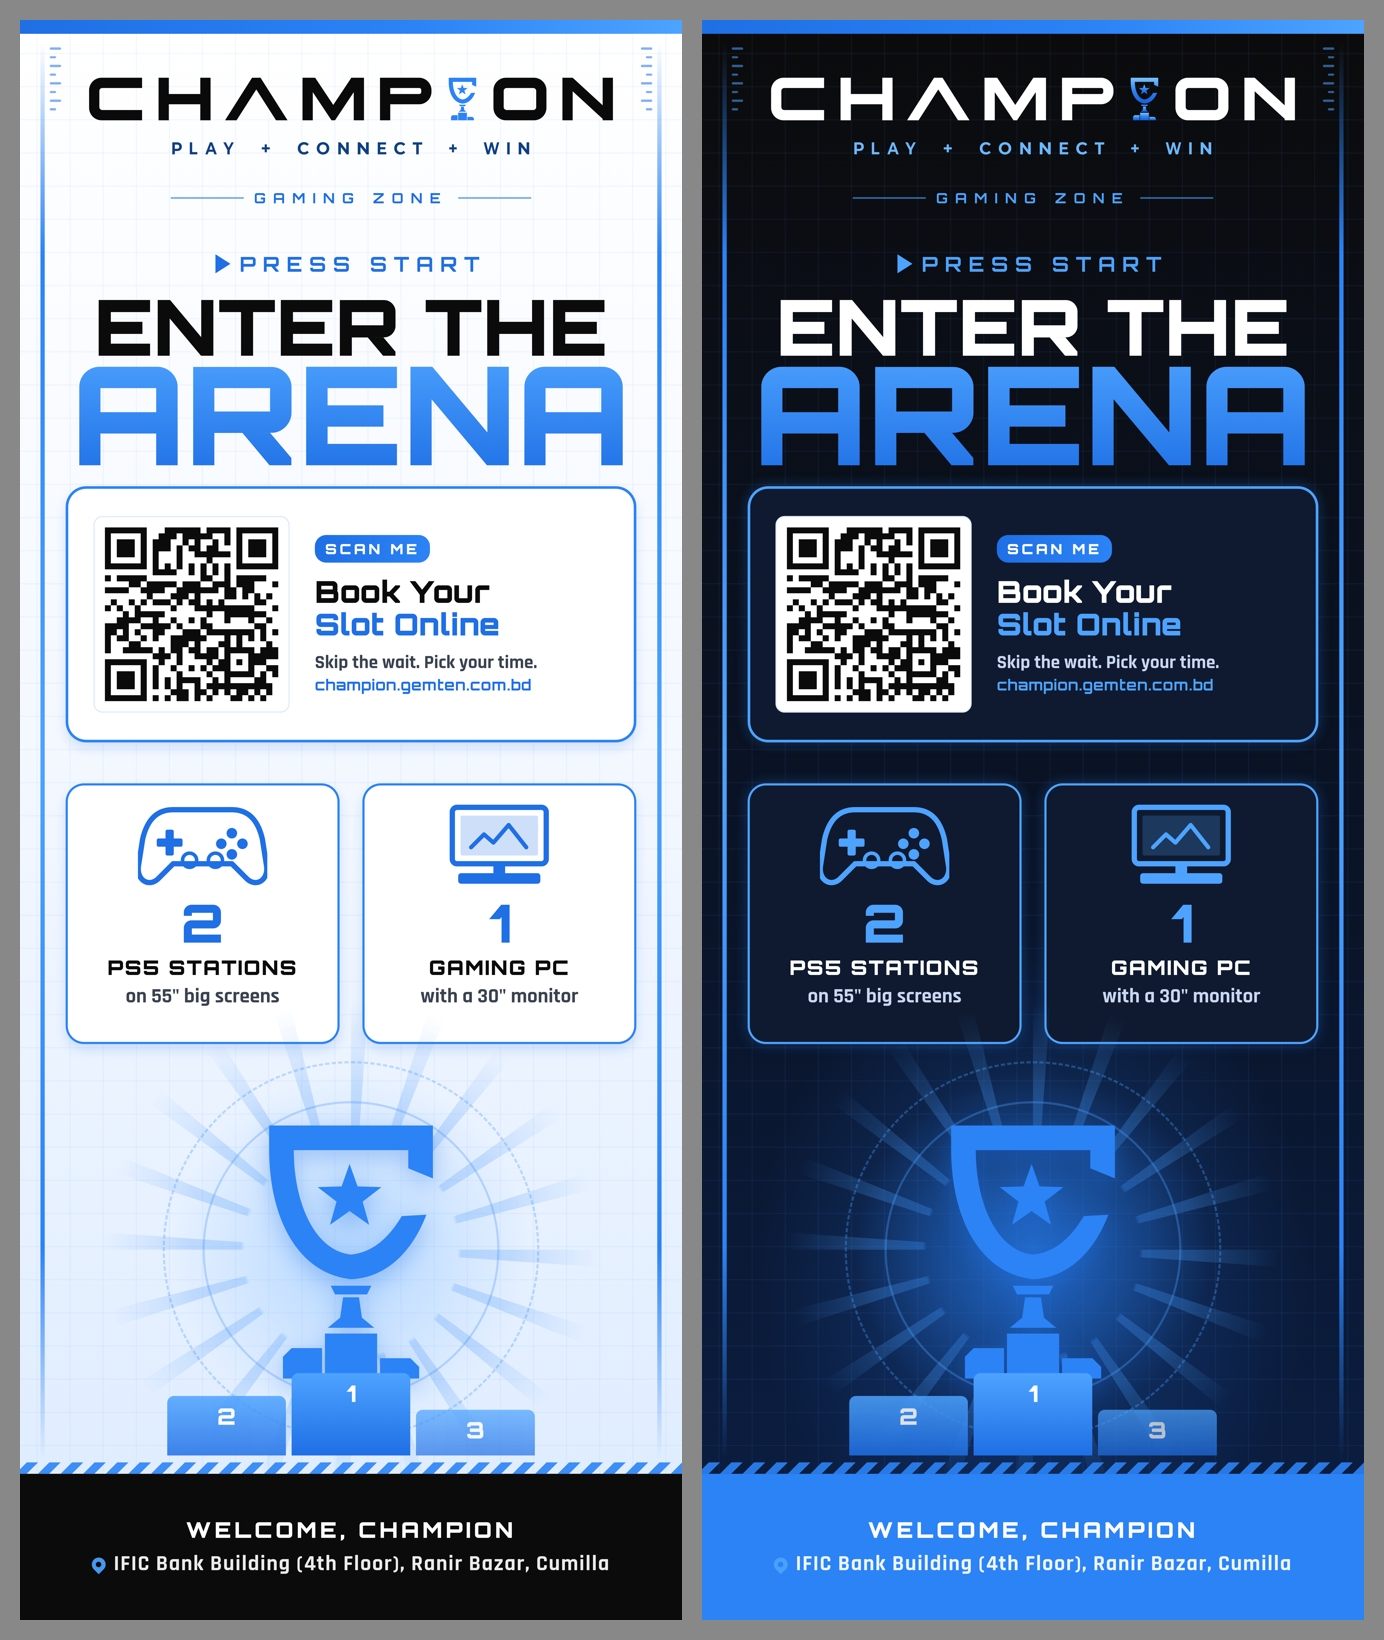 CHAMPION
PLAY + CONNECT + WIN
GAMING ZONE
PRESS START
ENTER THE
ARENA
SCAN ME
Book Your
Slot Online
Skip the wait. Pick your time.
champion.gemten.com.bd
2
PS5 STATIONS
on 55" big screens
1
GAMING PC
with a 30" monitor
1
2
3
WELCOME, CHAMPION
IFIC Bank Building (4th Floor), Ranir Bazar, Cumilla
CHAMPION
PLAY + CONNECT + WIN
GAMING ZONE
PRESS START
ENTER THE
ARENA
SCAN ME
Book Your
Slot Online
Skip the wait. Pick your time.
champion.gemten.com.bd
2
PS5 STATIONS
on 55" big screens
1
GAMING PC
with a 30" monitor
1
2
3
WELCOME, CHAMPION
IFIC Bank Building (4th Floor), Ranir Bazar, Cumilla